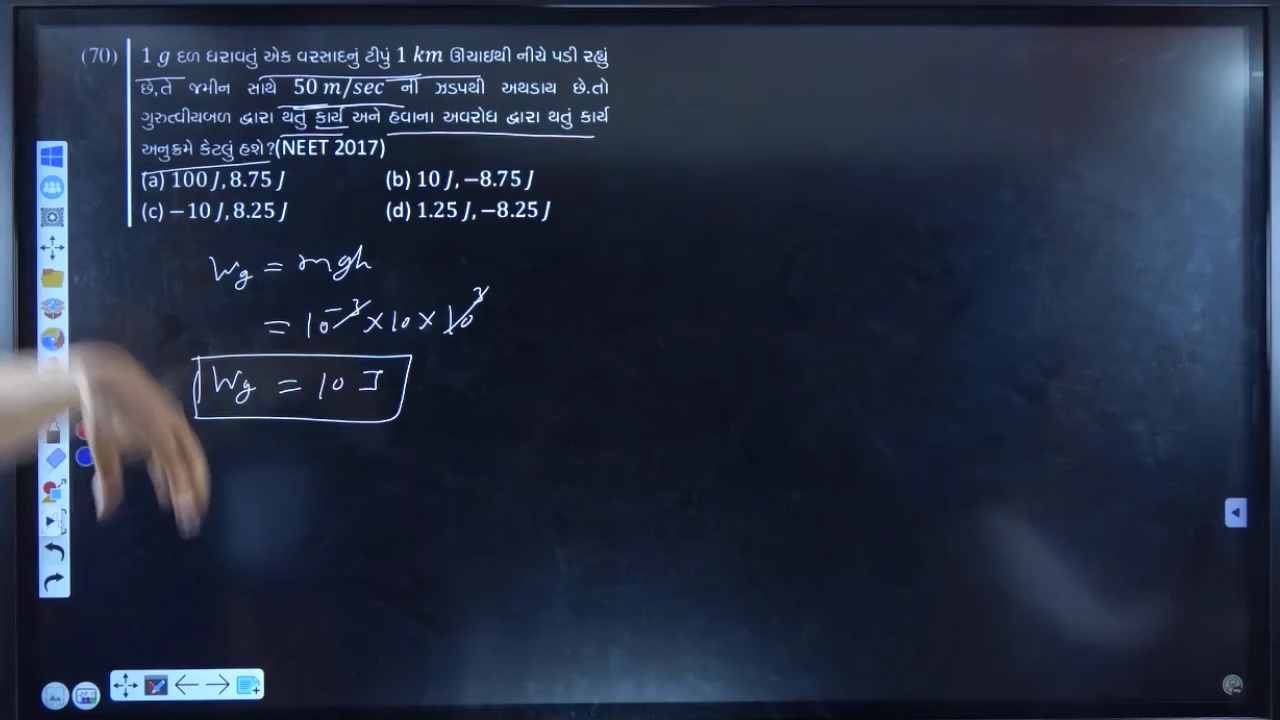 (70) 1 g દળ ધરાવતું એક વરસાદનું ટીપું 1 km ઊંચાઇથી નીચે પડી રહ્યું
છે,તે જમીન સાથે 50 m/sec ની ઝડપથી અથડાય છે.તો
ગુરુત્વીયબળ દ્વારા થતું કાર્ય અને હવાના અવરોધ દ્વારા થતું કાર્ય
અનુક્રમે કેટલું હશે?(NEET 2017)
(a) 100 J, 8.75 J (b) 10 J, −8.75 J
(c) −10 J, 8.25 J (d) 1.25 J, −8.25 J
Wg = mgh
= 10⁻³ × 10 × 10³
Wg = 10 J